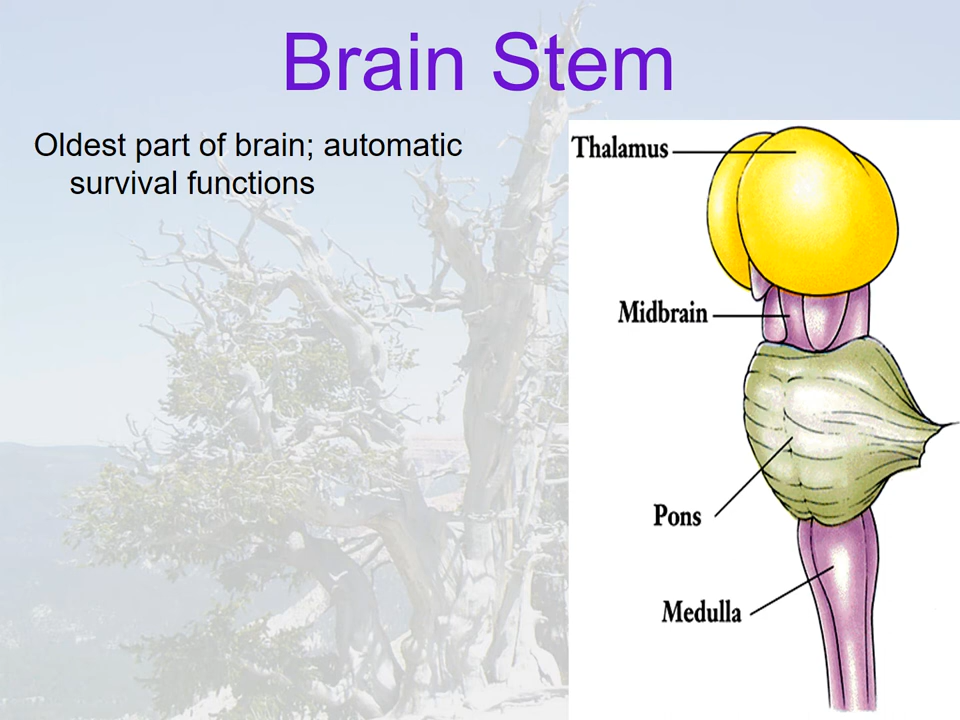 Brain Stem
Oldest part of brain; automatic
survival functions
Thalamus
Midbrain
Pons
Medulla